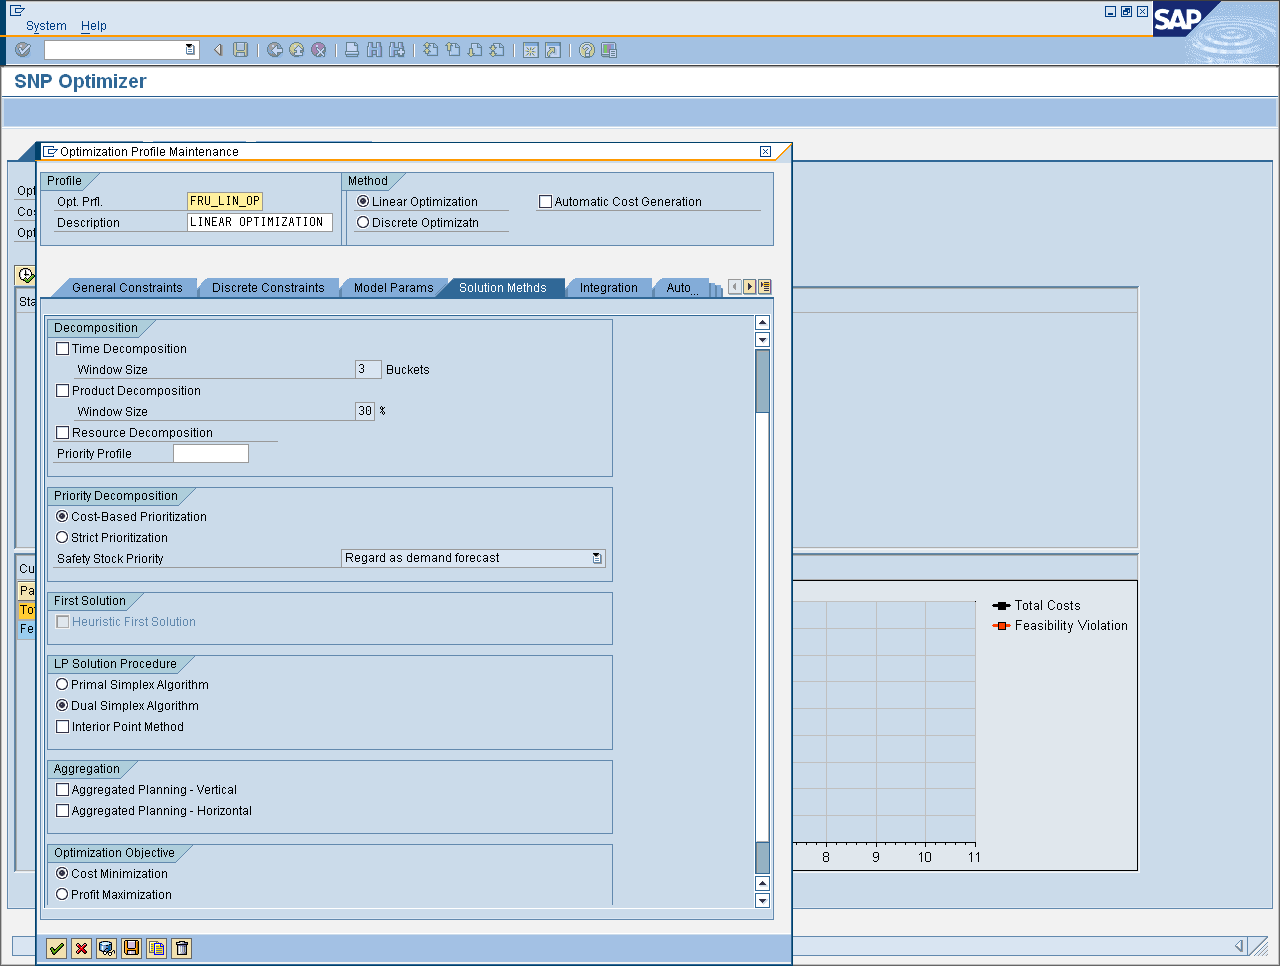 System Help
SAP
SNP Optimizer
Optimization Profile Maintenance
Profile
Method
Opt. Prfl.
FRU_LIN_OP
Linear Optimization
Automatic Cost Generation
Description
LINEAR OPTIMIZATION
Discrete Optimizatn
General Constraints
Discrete Constraints
Model Params
Solution Methds
Integration
Auto...
Decomposition
Time Decomposition
Window Size
3
Buckets
Product Decomposition
Window Size
30 %
Resource Decomposition
Priority Profile
Priority Decomposition
Cost-Based Prioritization
Strict Prioritization
Safety Stock Priority
Regard as demand forecast
First Solution
Heuristic First Solution
LP Solution Procedure
Primal Simplex Algorithm
Dual Simplex Algorithm
Interior Point Method
Aggregation
Aggregated Planning - Vertical
Aggregated Planning - Horizontal
Optimization Objective
Cost Minimization
Profit Maximization
Opt
Cos
Opt
Sta
Cu
Pa
Tot
Fe
Total Costs
Feasibility Violation
8 9 10 11